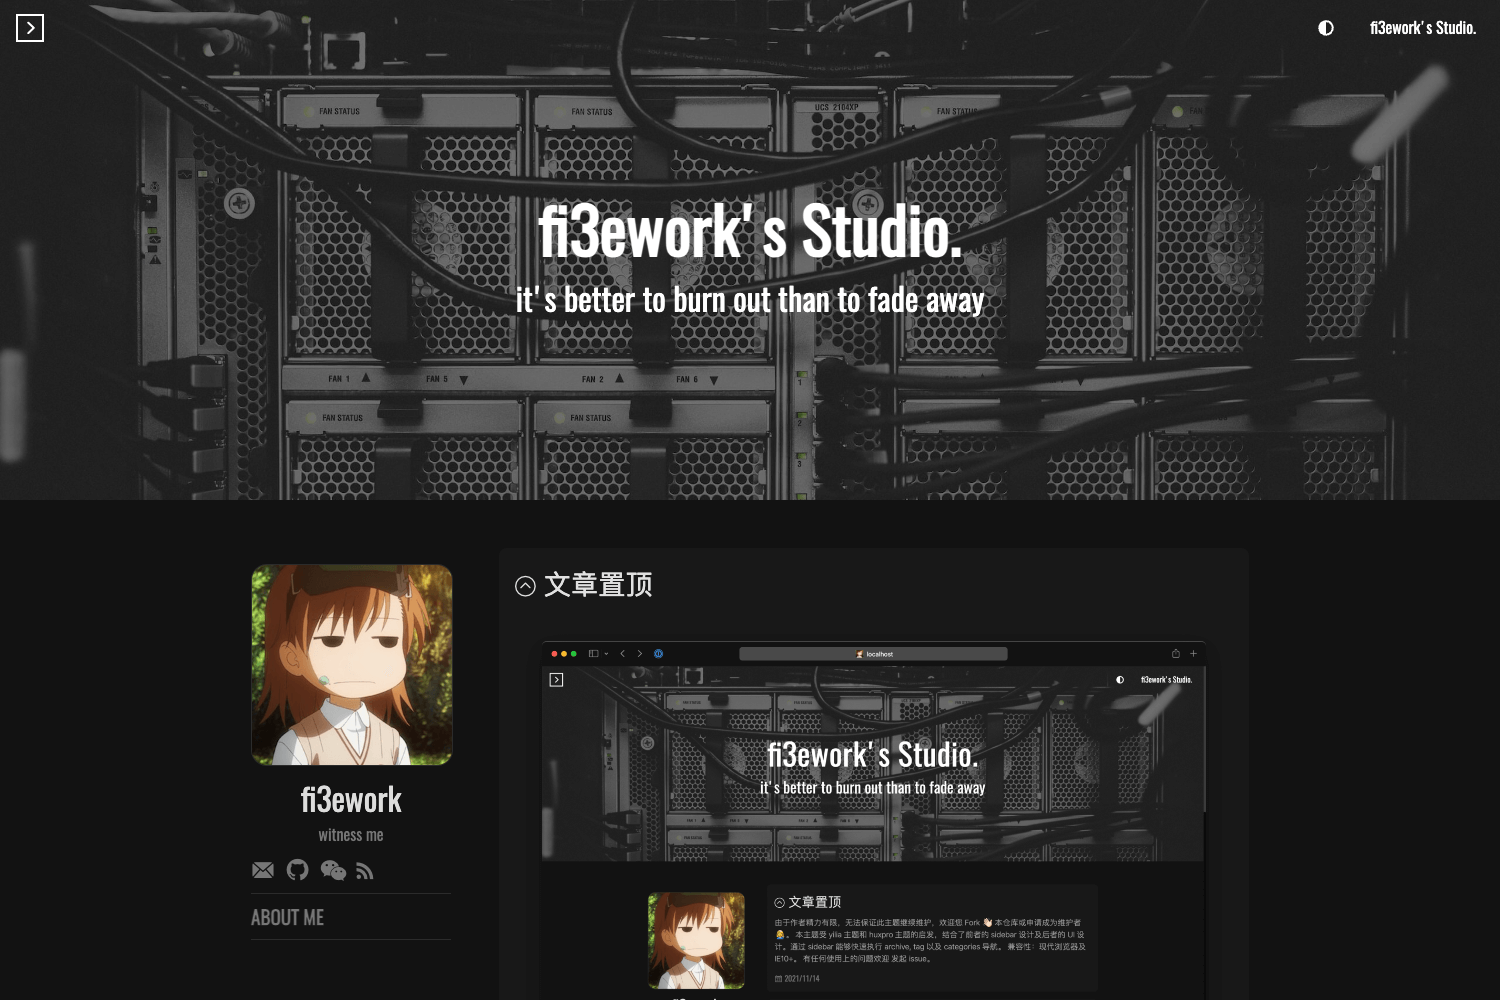 fi3ework's Studio.
FAN STATUS
FAN STATUS
UCS 2104XP
FAN STATUS
fi3ework's Studio.
it's better to burn out than to fade away
FAN 1 ▲ FAN 5 ▼ FAN 2 ▲ FAN 6 ▼
1
FAN STATUS
FAN STATUS
2
3
文章置顶
localhost
fi3ework's Studio.
fi3ework's Studio.
it's better to burn out than to fade away
fi3ework
witness me
ABOUT ME
文章置顶
由于作者精力有限，无法保证此主题继续维护，欢迎您 Fork 👋🏻 本仓库或申请成为维护者
。本主题受 yilia 主题和 huxpro 主题的启发，结合了前者的 sidebar 设计及后者的 UI 设
计。通过 sidebar 能够快速执行 archive, tag 以及 categories 导航。 兼容性：现代浏览器及
IE10+。 有任何使用上的问题欢迎 发起 issue。
2021/11/14